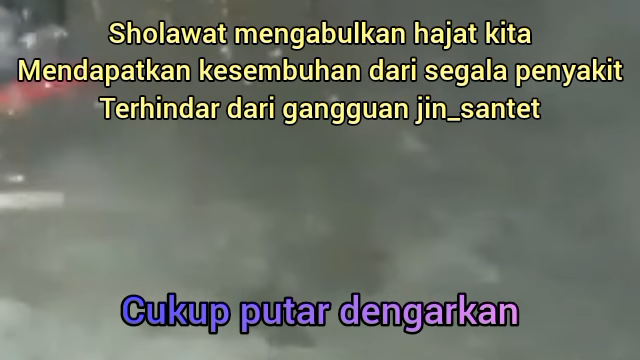 Sholawat mengabulkan hajat kita
Mendapatkan kesembuhan dari segala penyakit
Terhindar dari gangguan jin_santet
Cukup putar dengarkan